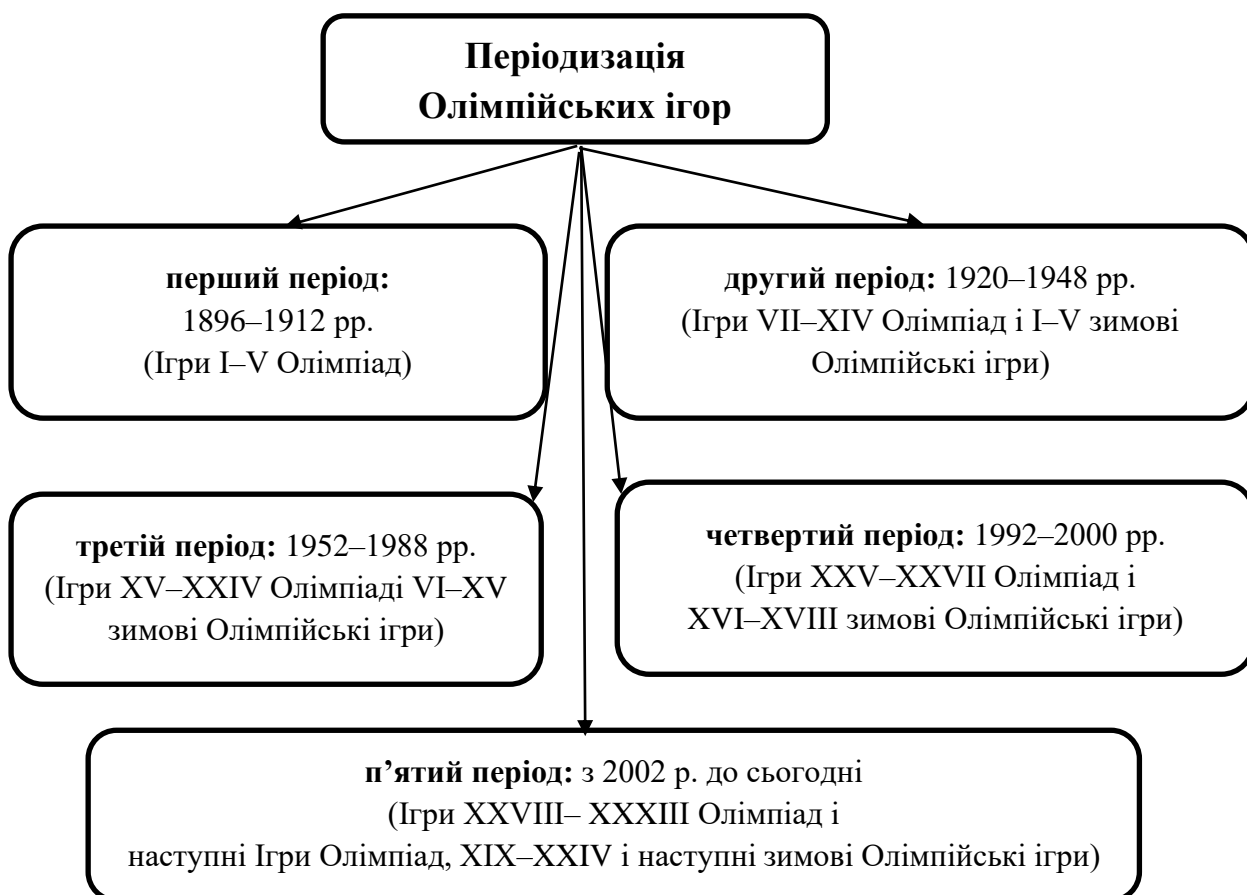 Періодизація
Олімпійських ігор
перший період:
1896–1912 рр.
(Ігри I–V Олімпіад)
другий період: 1920–1948 рр.
(Ігри VII–XIV Олімпіад і I–V зимові
Олімпійські ігри)
третій період: 1952–1988 рр.
(Ігри XV–XXIV Олімпіаді VI–XV
зимові Олімпійські ігри)
четвертий період: 1992–2000 рр.
(Ігри XXV–XXVII Олімпіад і
XVI–XVIII зимові Олімпійські ігри)
п’ятий період: з 2002 р. до сьогодні
(Ігри XXVIII– XXXIII Олімпіад і
наступні Ігри Олімпіад, XIX–XXIV і наступні зимові Олімпійські ігри)